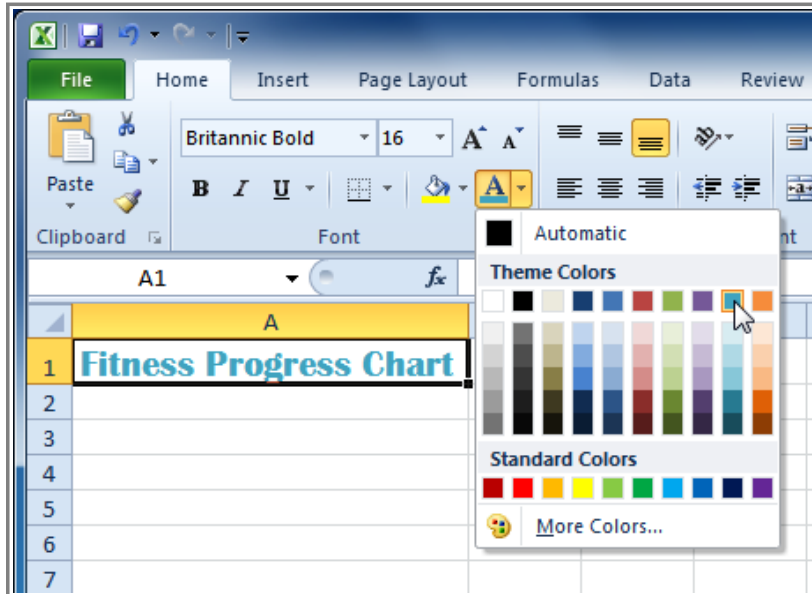 File Home Insert Page Layout Formulas Data Review
Britannic Bold 16 A A
Paste B I U A
Clipboard Font nt
Automatic
A1 fx
Theme Colors
A
1 Fitness Progress Chart
2
3
Standard Colors
4
5
More Colors...
6
7